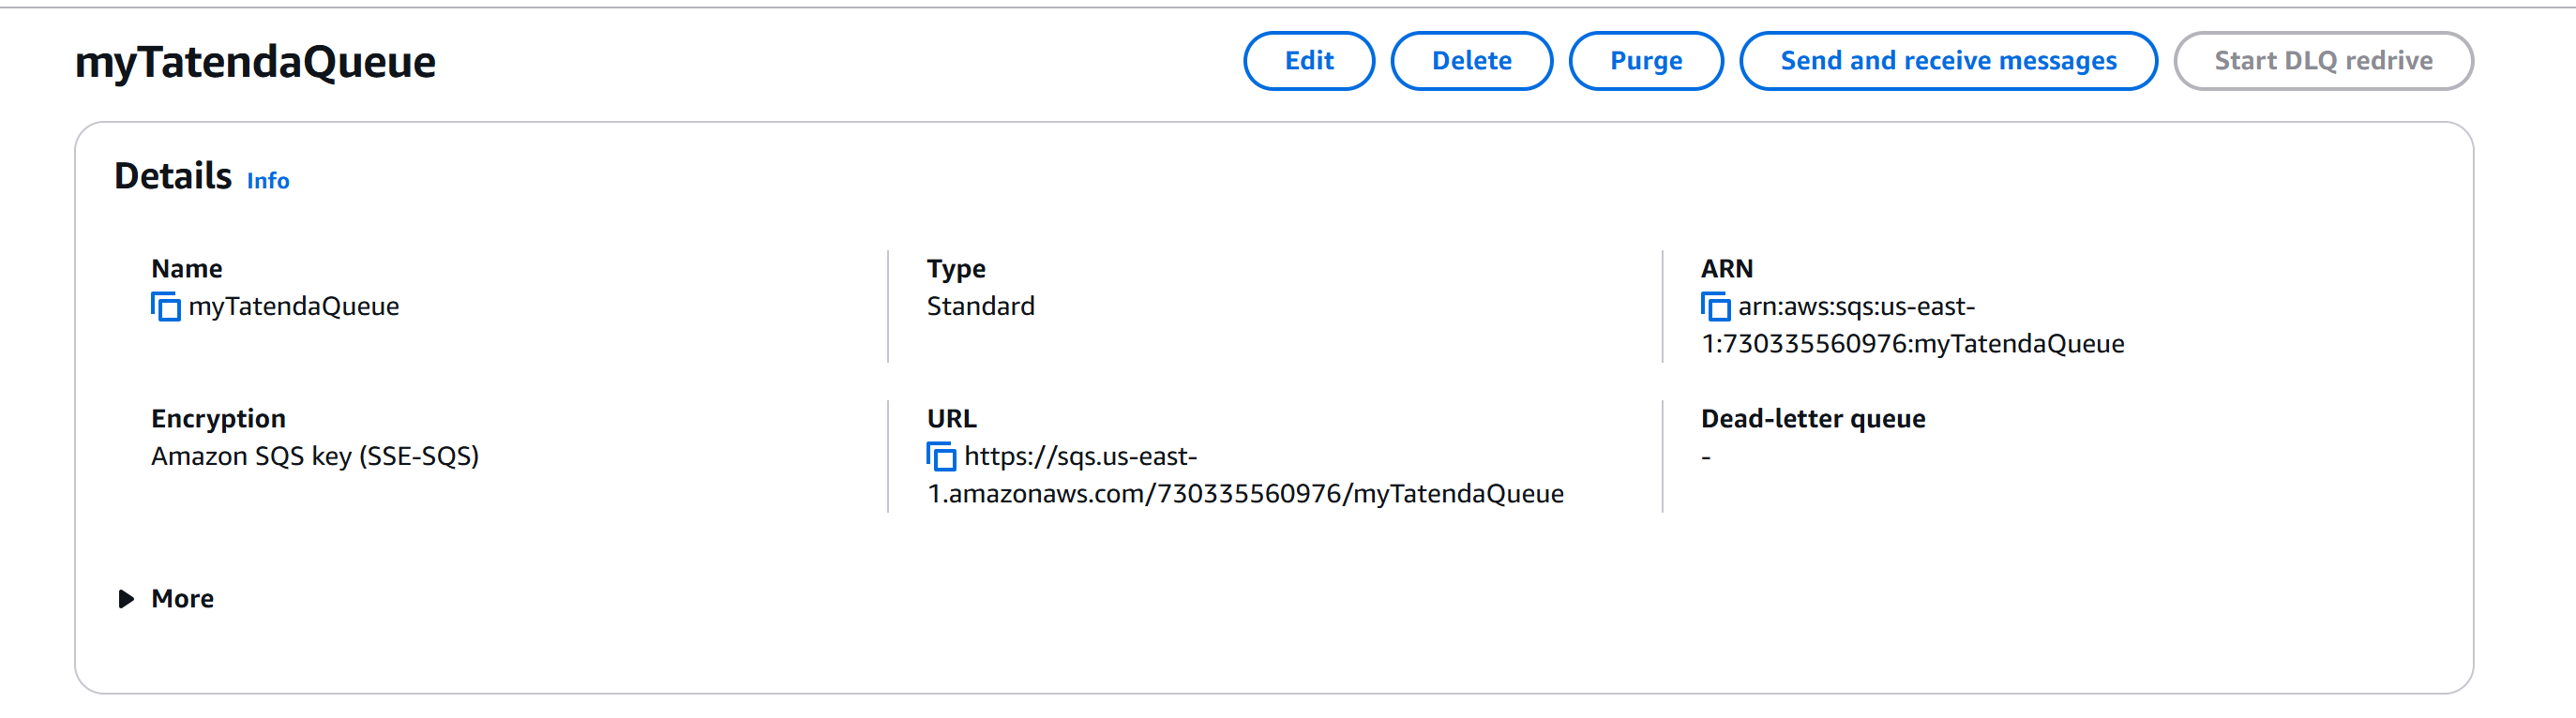 myTatendaQueue
Edit
Delete
Purge
Send and receive messages
Start DLQ redrive
Details Info
Name
myTatendaQueue
Type
Standard
ARN
arn:aws:sqs:us-east-
1:730335560976:myTatendaQueue
Encryption
Amazon SQS key (SSE-SQS)
URL
https://sqs.us-east-
1.amazonaws.com/730335560976/myTatendaQueue
Dead-letter queue
-
More